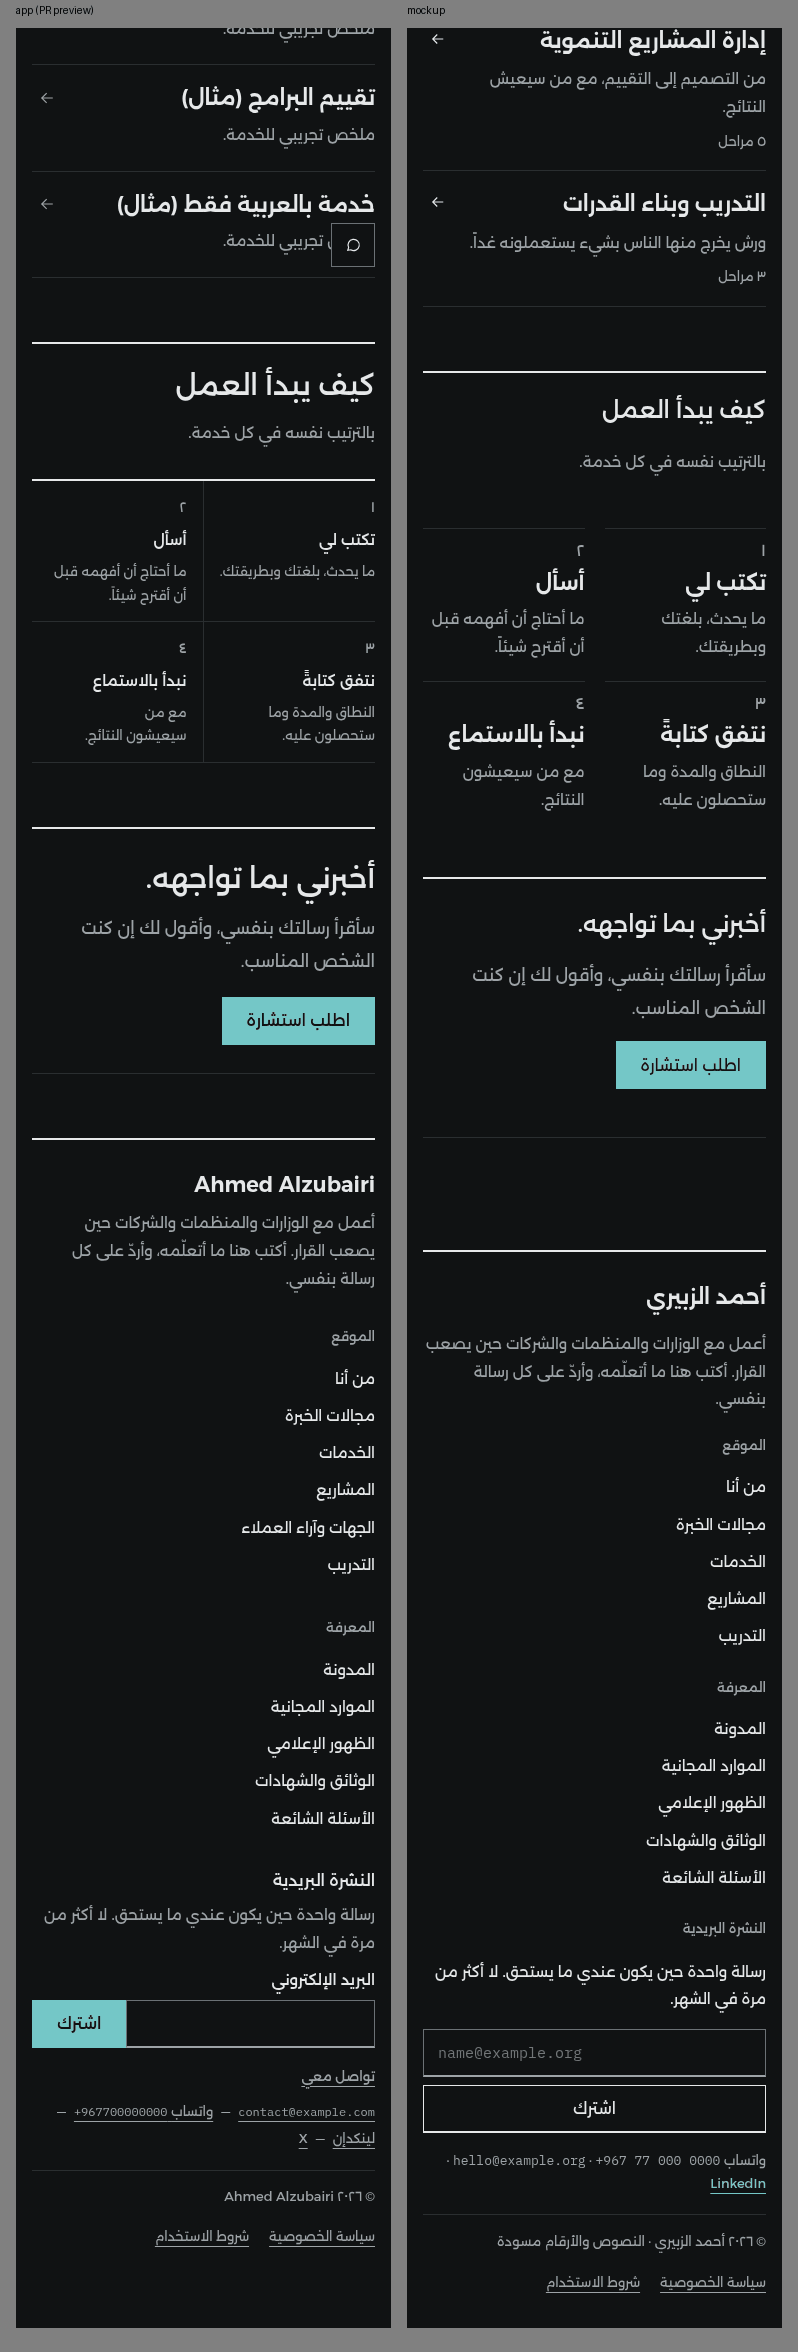 app (PR preview)
ملخص تجريبي للخدمة.
تقييم البرامج (مثال)
ملخص تجريبي للخدمة.
خدمة بالعربية فقط (مثال)
تجريبي للخدمة.
كيف يبدأ العمل
بالترتيب نفسه في كل خدمة.
١
تكتب لي
ما يحدث، بلغتك وبطريقتك.
٢
أسأل
ما أحتاج أن أفهمه قبل
أن أقترح شيئاً.
٣
نتفق كتابةً
النطاق والمدة وما
ستحصلون عليه.
٤
نبدأ بالاستماع
مع من
سيعيشون النتائج.
أخبرني بما تواجهه.
سأقرأ رسالتك بنفسي، وأقول لك إن كنت
الشخص المناسب.
اطلب استشارة
Ahmed Alzubairi
أعمل مع الوزارات والمنظمات والشركات حين
يصعب القرار. أكتب هنا ما أتعلّمه، وأردّ على كل
رسالة بنفسي.
الموقع
من أنا
مجالات الخبرة
الخدمات
المشاريع
الجهات وآراء العملاء
التدريب
المعرفة
المدونة
الموارد المجانية
الظهور الإعلامي
الوثائق والشهادات
الأسئلة الشائعة
النشرة البريدية
رسالة واحدة حين يكون عندي ما يستحق. لا أكثر من
مرة في الشهر.
البريد الإلكتروني
اشترك
تواصل معي
contact@example.com — واتساب +967700000000 —
لينكدإن — X
© ٢٠٢٦ Ahmed Alzubairi
سياسة الخصوصية شروط الاستخدام
mockup
إدارة المشاريع التنموية
من التصميم إلى التقييم، مع من سيعيش
النتائج.
٥ مراحل
التدريب وبناء القدرات
ورش يخرج منها الناس بشيء يستعملونه غداً.
٣ مراحل
كيف يبدأ العمل
بالترتيب نفسه في كل خدمة.
١
تكتب لي
ما يحدث، بلغتك
وبطريقتك.
٢
أسأل
ما أحتاج أن أفهمه قبل
أن أقترح شيئاً.
٣
نتفق كتابةً
النطاق والمدة وما
ستحصلون عليه.
٤
نبدأ بالاستماع
مع من سيعيشون
النتائج.
أخبرني بما تواجهه.
سأقرأ رسالتك بنفسي، وأقول لك إن كنت
الشخص المناسب.
اطلب استشارة
أحمد الزبيري
أعمل مع الوزارات والمنظمات والشركات حين يصعب
القرار. أكتب هنا ما أتعلّمه، وأردّ على كل رسالة
بنفسي.
الموقع
من أنا
مجالات الخبرة
الخدمات
المشاريع
التدريب
المعرفة
المدونة
الموارد المجانية
الظهور الإعلامي
الوثائق والشهادات
الأسئلة الشائعة
النشرة البريدية
رسالة واحدة حين يكون عندي ما يستحق. لا أكثر من
مرة في الشهر.
name@example.org
اشترك
واتساب +967 77 000 0000 · hello@example.org ·
LinkedIn
© ٢٠٢٦ أحمد الزبيري · النصوص والأرقام مسودة
سياسة الخصوصية شروط الاستخدام